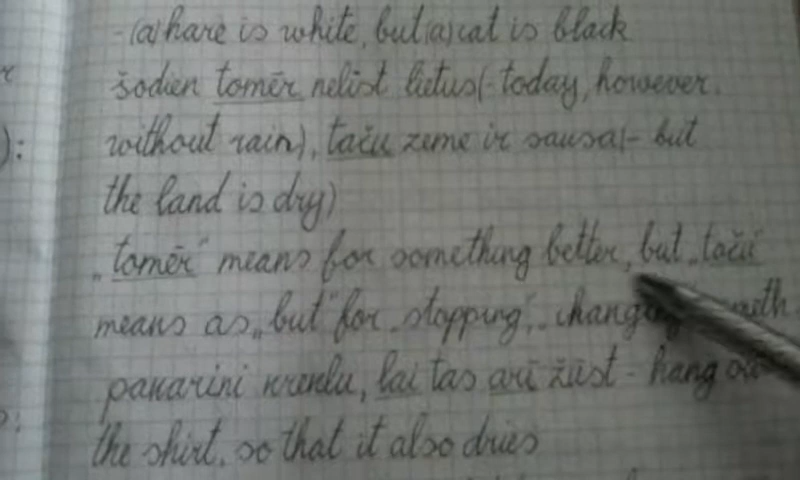 -(a) hare is white, but (a) cat is black
šodien tomēr nelīst lietus(- today, however.
without rain), taču zeme ir sausa(- but
the land is dry)
„tomēr" means for something better, but „taču"
means as „but" for „stopping", „changing
pakarini kreklu, lai tas arī žūst - hang
the shirt, so that it also dries